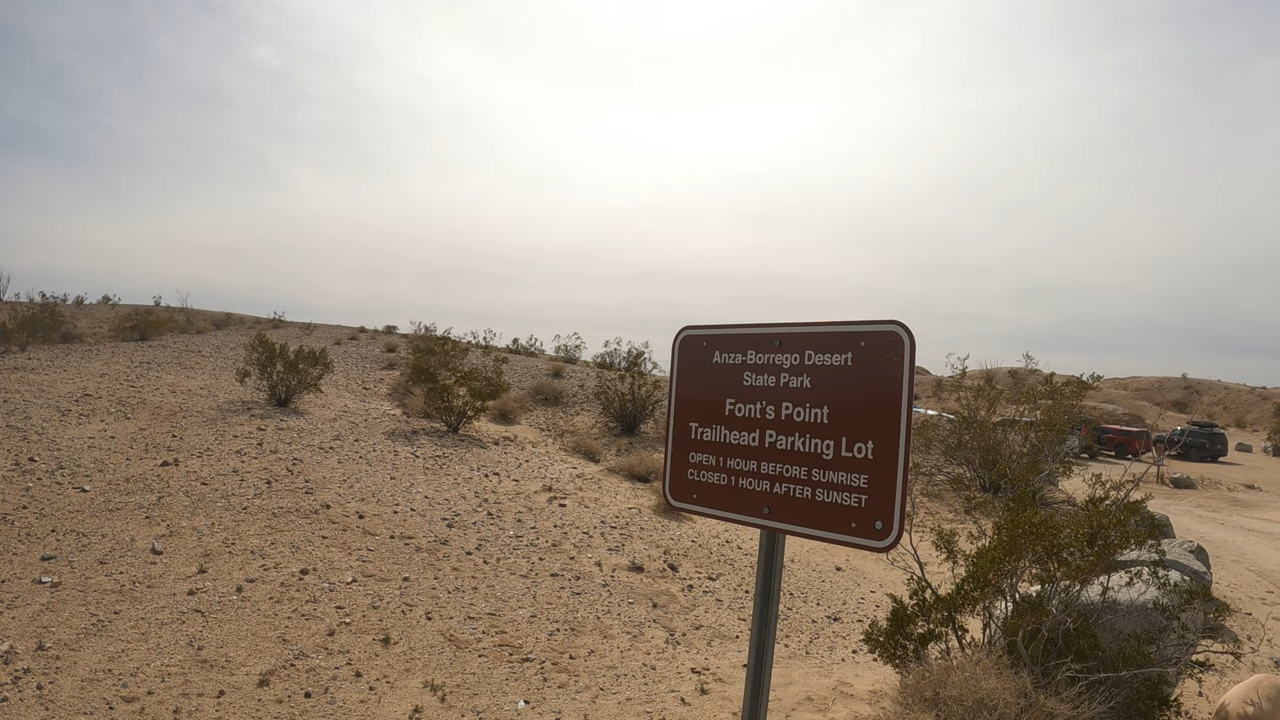 Anza-Borrego Desert
State Park
Font's Point
Trailhead Parking Lot
OPEN 1 HOUR BEFORE SUNRISE
CLOSED 1 HOUR AFTER SUNSET